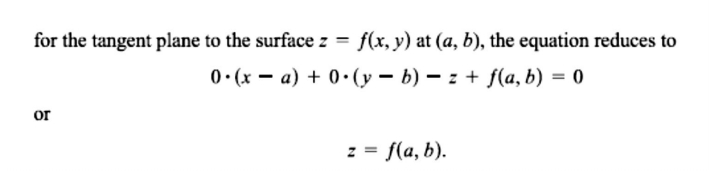 for the tangent plane to the surface z = f(x, y) at (a, b), the equation reduces to
0·(x − a) + 0·(y − b) − z + f(a, b) = 0
or
z = f(a, b).